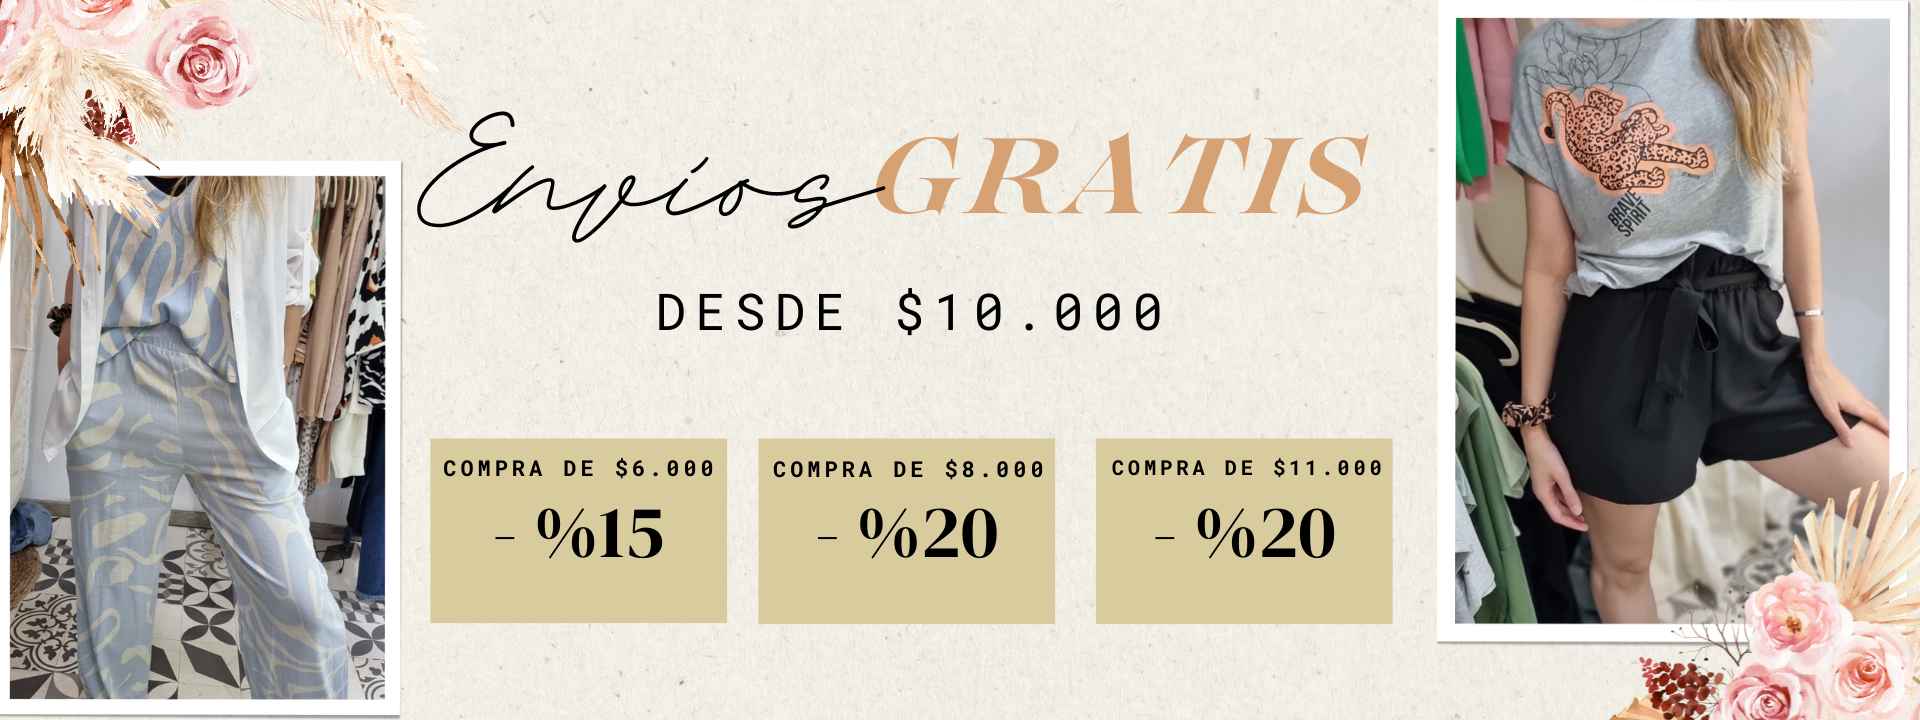 Envíos GRATIS
DESDE $10.000
COMPRA DE $6.000
- %15
COMPRA DE $8.000
- %20
COMPRA DE $11.000
- %20
BRAVE
SPIRIT